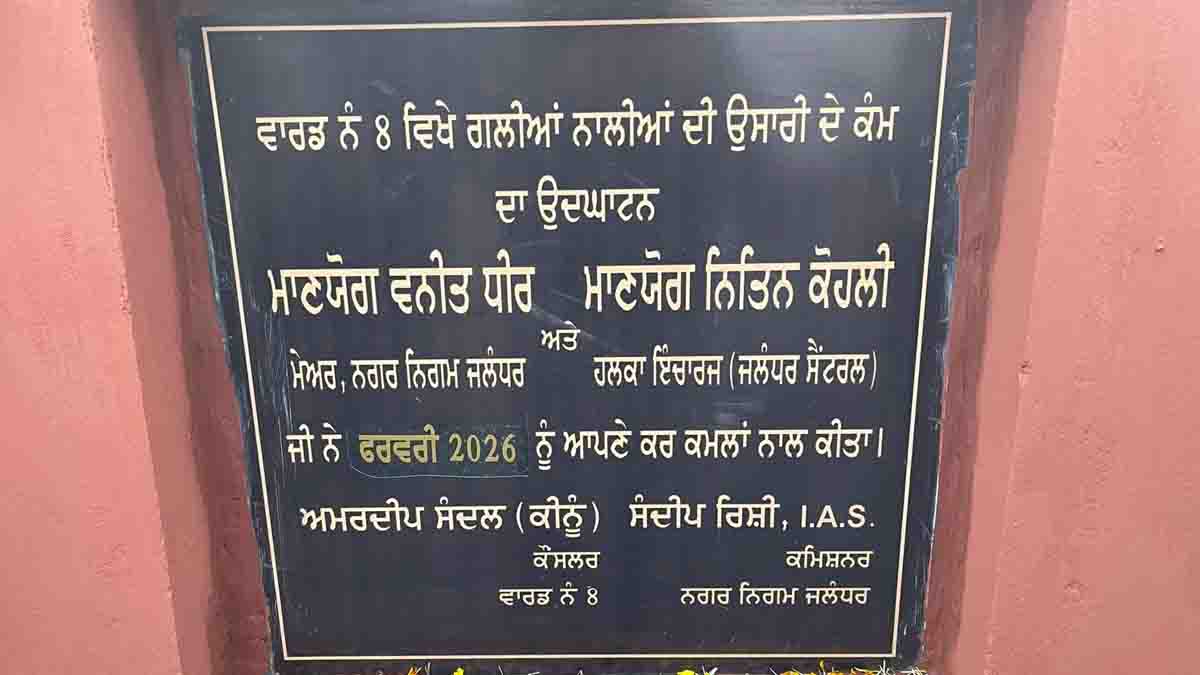 ਵਾਰਡ ਨੰ 8 ਵਿਖੇ ਗਲੀਆਂ ਨਾਲੀਆਂ ਦੀ ਉਸਾਰੀ ਦੇ ਕੰਮ
ਦਾ ਉਦਘਾਟਨ
ਮਾਣਯੋਗ ਵਨੀਤ ਧੀਰ ਮਾਣਯੋਗ ਨਿਤਿਨ ਕੋਹਲੀ
ਅਤੇ
ਮੇਅਰ, ਨਗਰ ਨਿਗਮ ਜਲੰਧਰ ਹਲਕਾ ਇੰਚਾਰਜ (ਜਲੰਧਰ ਸੈਂਟਰਲ)
ਜੀ ਨੇ ਫਰਵਰੀ 2026 ਨੂੰ ਆਪਣੇ ਕਰ ਕਮਲਾਂ ਨਾਲ ਕੀਤਾ।
ਅਮਰਦੀਪ ਸੰਦਲ (ਕੀਨੂੰ) ਸੰਦੀਪ ਰਿਸ਼ੀ, I.A.S.
ਕੌਂਸਲਰ ਕਮਿਸ਼ਨਰ
ਵਾਰਡ ਨੰ 8 ਨਗਰ ਨਿਗਮ ਜਲੰਧਰ